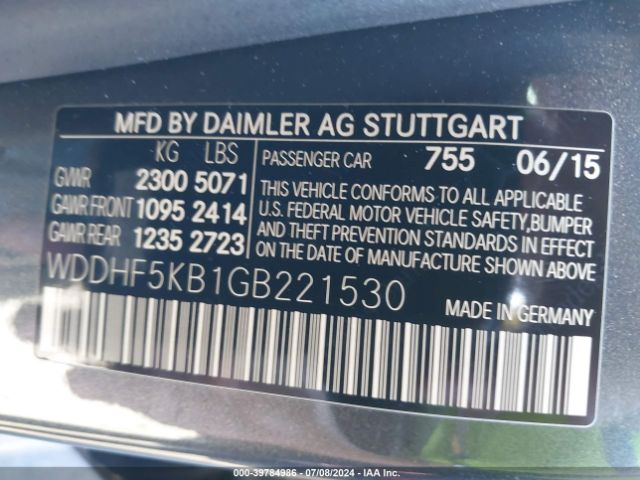 MFD BY DAIMLER AG STUTTGART
KG LBS
GVWR 2300 5071
GAWR FRONT 1095 2414
GAWR REAR 1235 2723
PASSENGER CAR 755 06/15
THIS VEHICLE CONFORMS TO ALL APPLICABLE
U.S. FEDERAL MOTOR VEHICLE SAFETY,BUMPER
AND THEFT PREVENTION STANDARDS IN EFFECT
ON THE DATE OF MANUFACTURE SHOWN ABOVE
WDDHF5KB1GB221530
MADE IN GERMANY
WDC-39784986 - 07/08/2024 - IAA Inc.